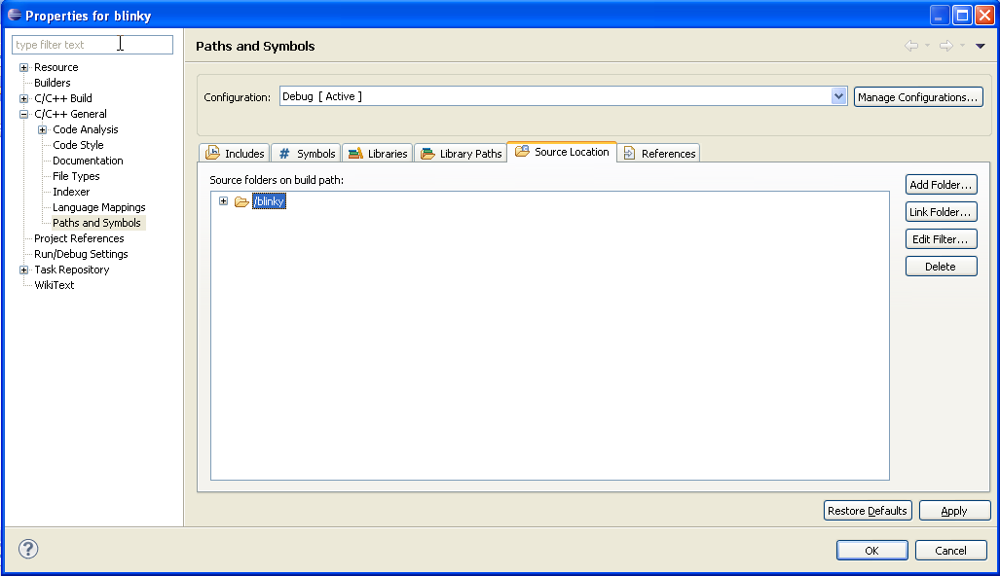 Properties for blinky
type filter text
Resource
Builders
C/C++ Build
C/C++ General
Code Analysis
Code Style
Documentation
File Types
Indexer
Language Mappings
Paths and Symbols
Project References
Run/Debug Settings
Task Repository
WikiText
Paths and Symbols
Configuration: Debug [ Active ] Manage Configurations...
Includes # Symbols Libraries Library Paths Source Location References
Source folders on build path:
/blinky
Add Folder...
Link Folder...
Edit Filter...
Delete
Restore Defaults Apply
? OK Cancel